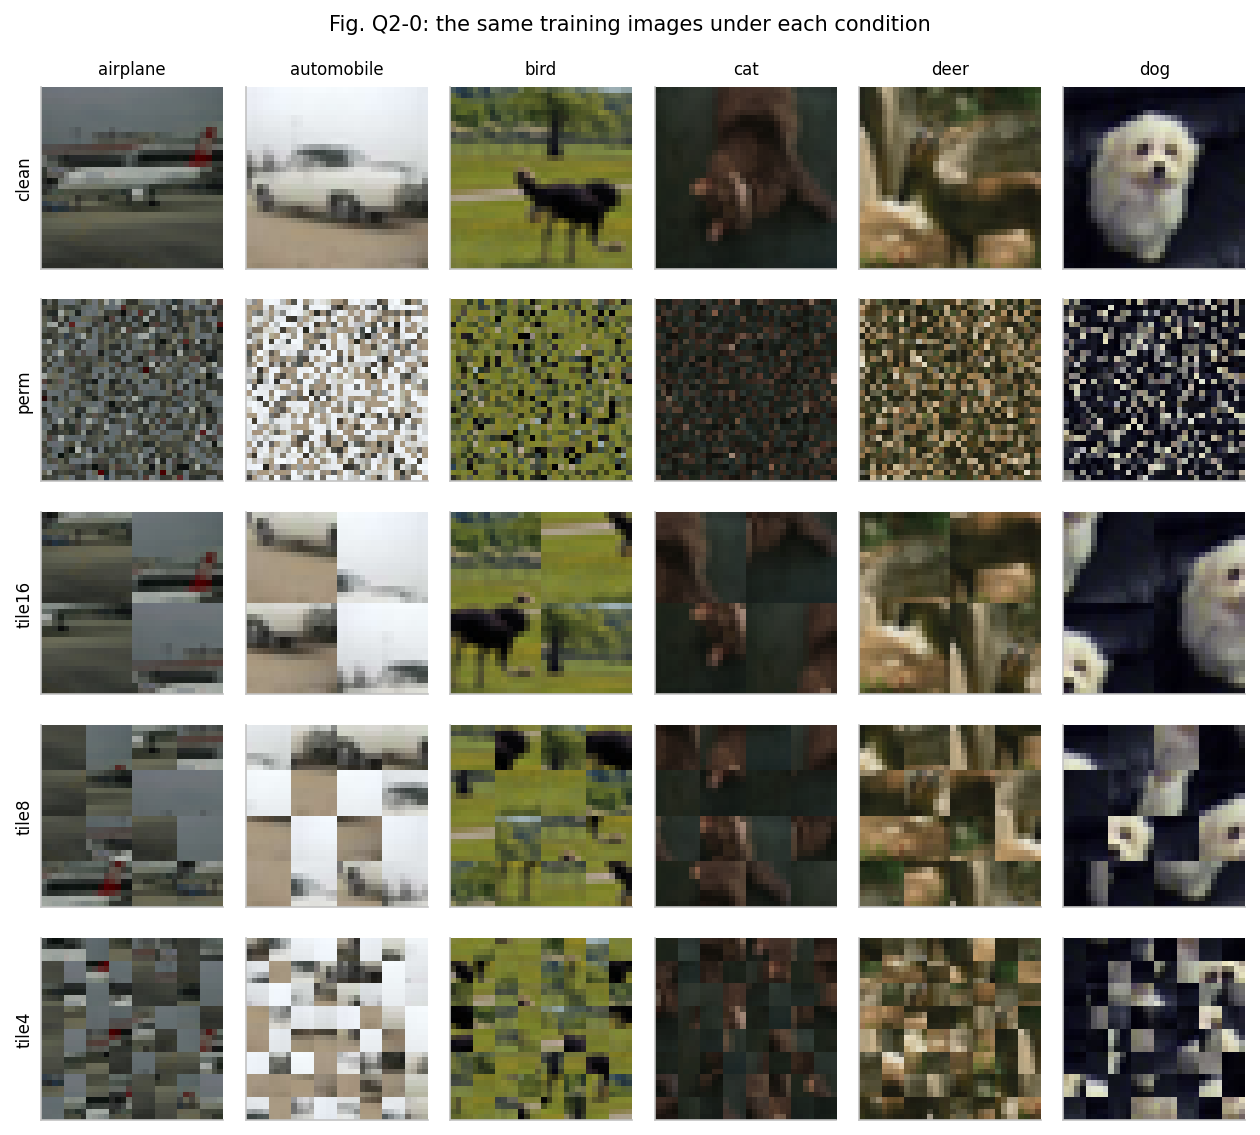 Fig. Q2-0: the same training images under each condition
airplane automobile bird cat deer dog
clean
perm
tile16
tile8
tile4